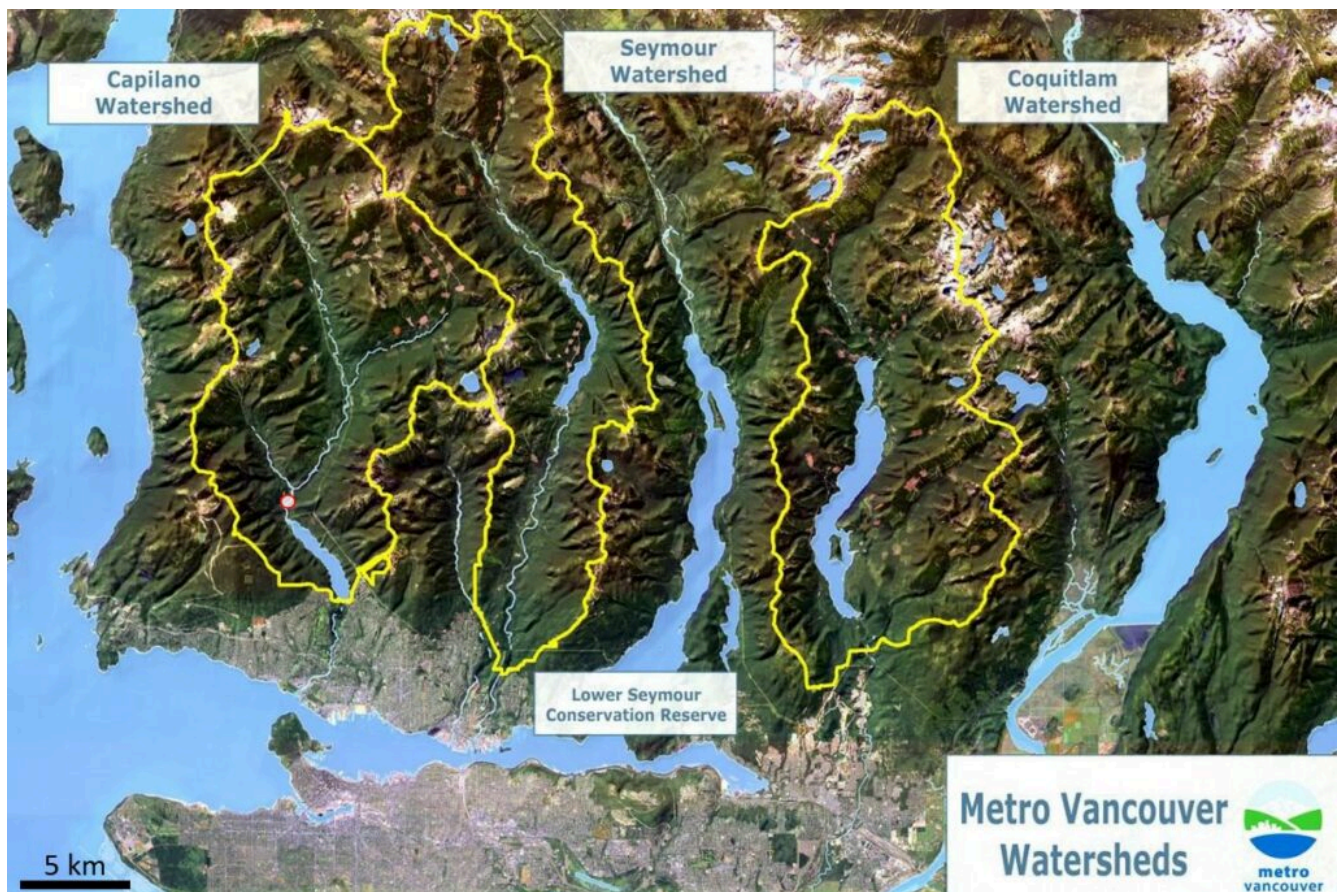 Capilano
Watershed
Seymour
Watershed
Coquitlam
Watershed
Lower Seymour
Conservation Reserve
Metro Vancouver
Watersheds
metro
vancouver
5 km